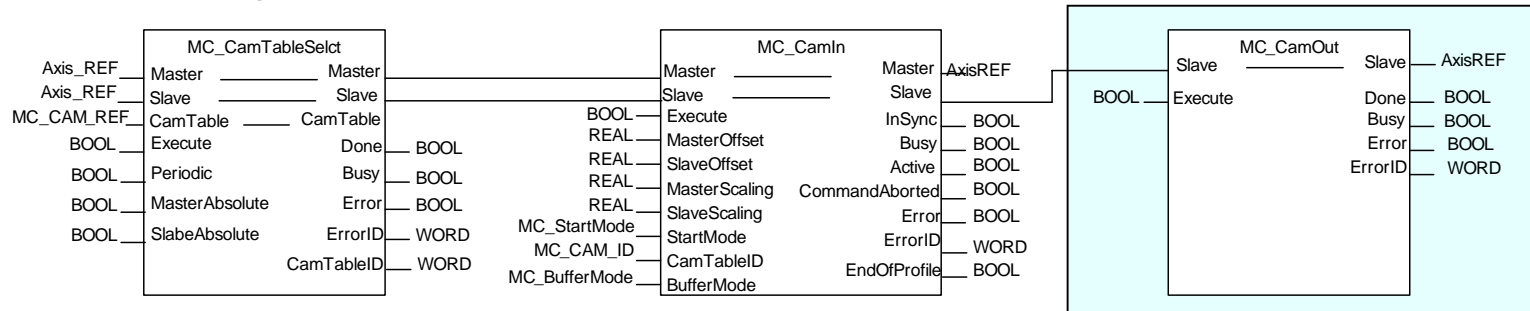 MC_CamTableSelct
Axis_REF Master Master
Axis_REF Slave Slave
MC_CAM_REF CamTable CamTable
BOOL Execute Done BOOL
BOOL Periodic Busy BOOL
BOOL MasterAbsolute Error BOOL
BOOL SlabeAbsolute ErrorID WORD
CamTableID WORD
MC_CamIn
Master Master AxisREF
Slave Slave
BOOL Execute InSync BOOL
REAL MasterOffset Busy BOOL
REAL SlaveOffset Active BOOL
REAL MasterScaling CommandAborted BOOL
REAL SlaveScaling Error BOOL
MC_StartMode StartMode ErrorID WORD
MC_CAM_ID CamTableID EndOfProfile BOOL
MC_BufferMode BufferMode
MC_CamOut
Slave Slave AxisREF
BOOL Execute Done BOOL
Busy BOOL
Error BOOL
ErrorID WORD